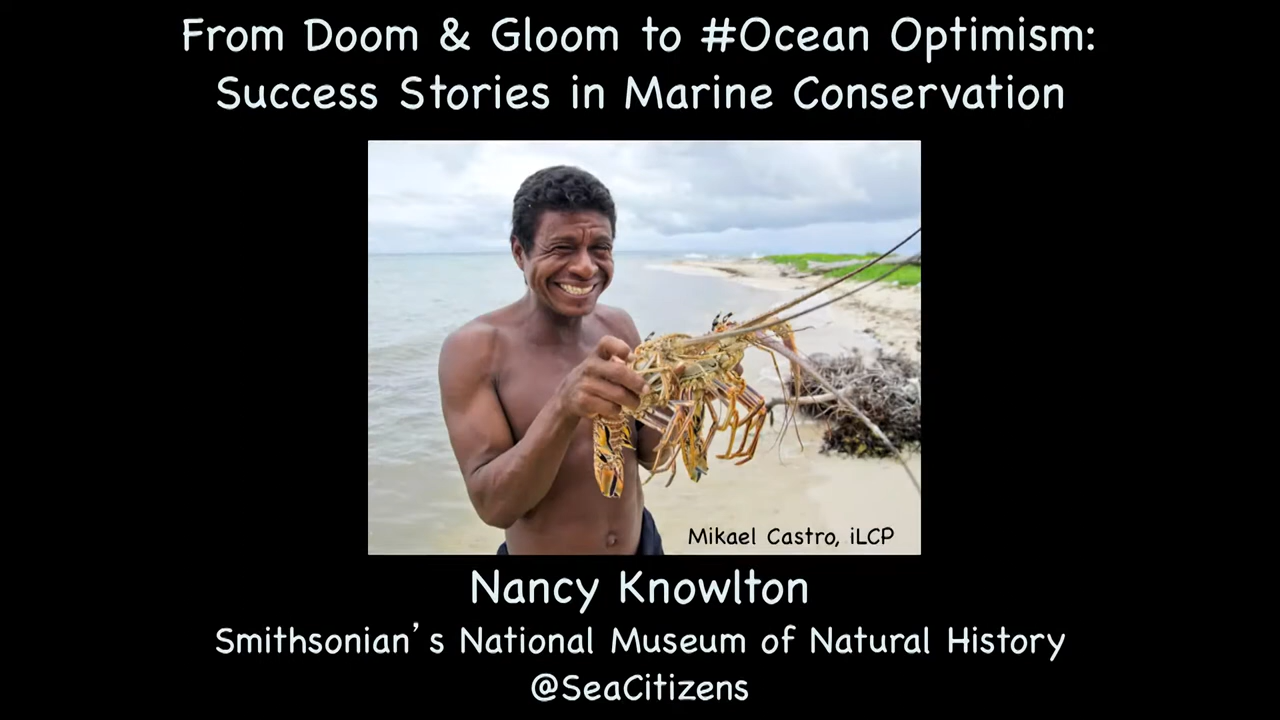 From Doom & Gloom to #Ocean Optimism:
Success Stories in Marine Conservation
Mikael Castro, iLCP
Nancy Knowlton
Smithsonian's National Museum of Natural History
@SeaCitizens